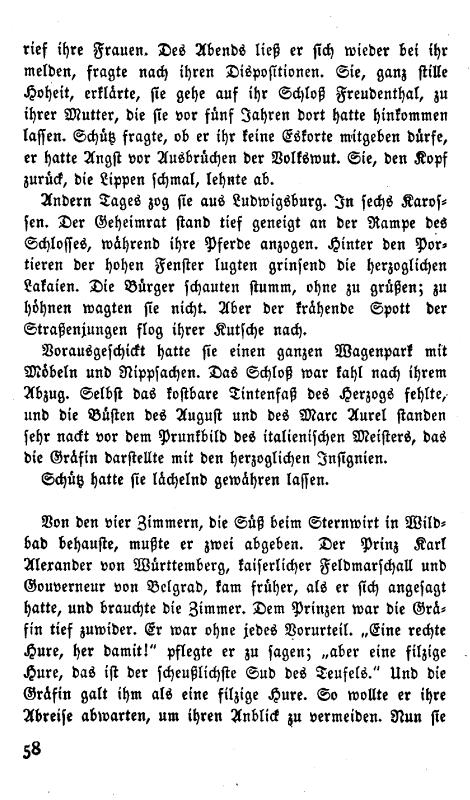 rief ihre Frauen. Des Abends ließ er sich wieder bei ihr
melden, fragte nach ihren Dispositionen. Sie, ganz stille
Hoheit, erklärte, sie gehe auf ihr Schloß Freudenthal, zu
ihrer Mutter, die sie vor fünf Jahren dort hatte hinkommen
lassen. Schütz fragte, ob er ihr keine Eskorte mitgeben dürfe,
er hatte Angst vor Ausbrüchen der Volkswut. Sie, den Kopf
zurück, die Lippen schmal, lehnte ab.
Andern Tages zog sie aus Ludwigsburg. In sechs Karos-
sen. Der Geheimrat stand tief geneigt an der Rampe des
Schlosses, während ihre Pferde anzogen. Hinter den Por-
tieren der hohen Fenster lugten grinsend die herzoglichen
Lakaien. Die Bürger schauten stumm, ohne zu grüßen; zu
höhnen wagten sie nicht. Aber der krähende Spott der
Straßenjungen flog ihrer Kutsche nach.
Vorausgeschickt hatte sie einen ganzen Wagenpark mit
Möbeln und Nippsachen. Das Schloß war kahl nach ihrem
Abzug. Selbst das kostbare Tintenfaß des Herzogs fehlte,
und die Büsten des August und des Marc Aurel standen
sehr nackt vor dem Prunkbild des italienischen Meisters, das
die Gräfin darstellte mit den herzoglichen Insignien.
Schütz hatte sie lächelnd gewähren lassen.
Von den vier Zimmern, die Süß beim Sternwirt in Wild-
bad behauste, mußte er zwei abgeben. Der Prinz Karl
Alexander von Württemberg, kaiserlicher Feldmarschall und
Gouverneur von Belgrad, kam früher, als er sich angesagt
hatte, und brauchte die Zimmer. Dem Prinzen war die Grä-
fin tief zuwider. Er war ohne jedes Vorurteil. „Eine rechte
Hure, her damit!“ pflegte er zu sagen; „aber eine filzige
Hure, das ist der scheußlichste Sud des Teufels.“ Und die
Gräfin galt ihm als eine filzige Hure. So wollte er ihre
Abreise abwarten, um ihren Anblick zu vermeiden. Nun sie
58